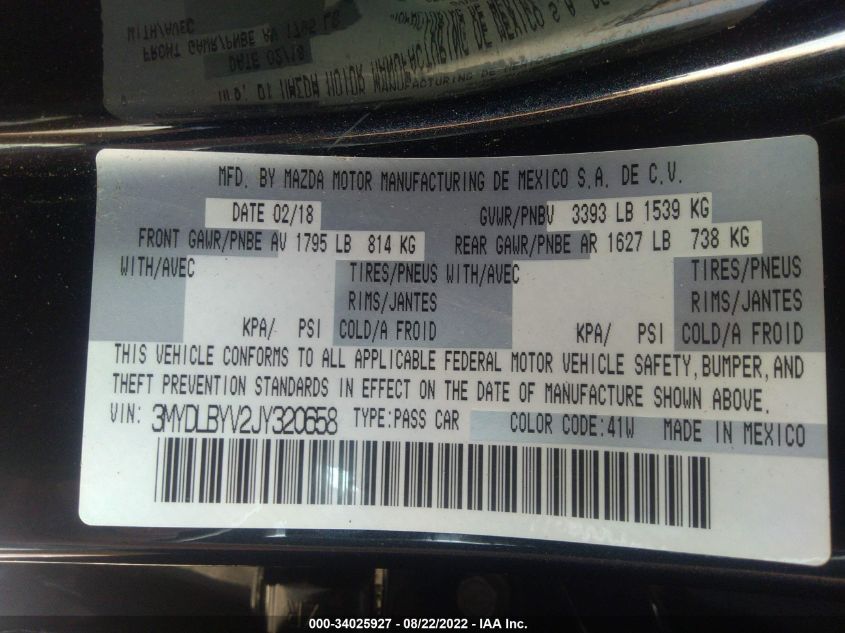 MFD. BY MAZDA MOTOR MANUFACTURING DE MEXICO S.A. DE C.V.
DATE 02/18 GVWR/PNBV 3393 LB 1539 KG
FRONT GAWR/PNBE AV 1795 LB 814 KG REAR GAWR/PNBE AR 1627 LB 738 KG
WITH/AVEC TIRES/PNEUS WITH/AVEC TIRES/PNEUS
RIMS/JANTES RIMS/JANTES
KPA/ PSI COLD/A FROID KPA/ PSI COLD/A FROID
THIS VEHICLE CONFORMS TO ALL APPLICABLE FEDERAL MOTOR VEHICLE SAFETY, BUMPER, AND
THEFT PREVENTION STANDARDS IN EFFECT ON THE DATE OF MANUFACTURE SHOWN ABOVE.
VIN: 3MYDLBYV2JY320658 TYPE:PASS CAR COLOR CODE:41W MADE IN MEXICO
000-34025927 - 08/22/2022 - IAA Inc.